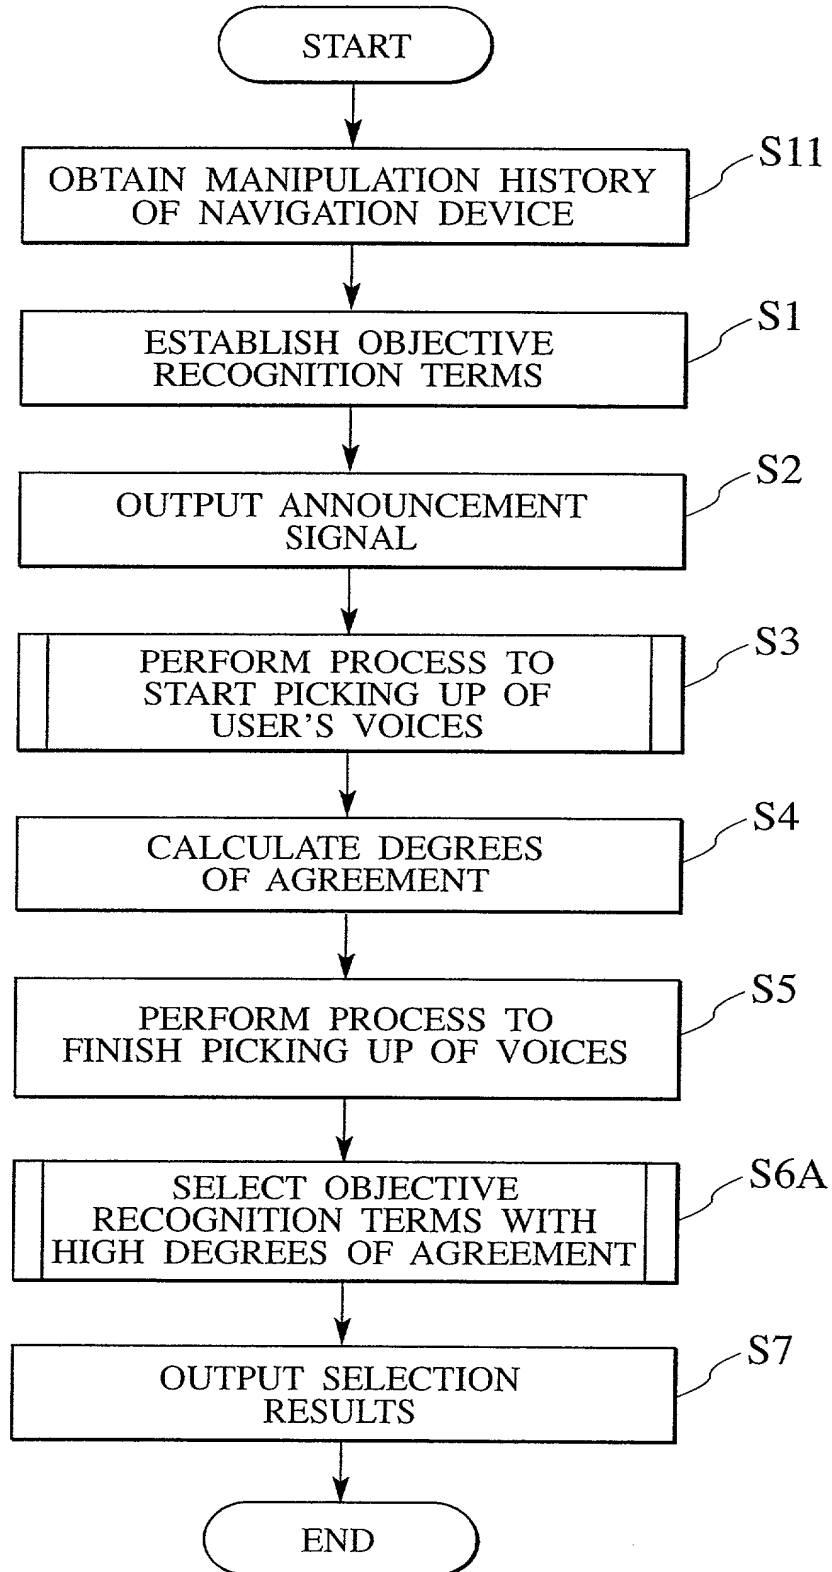 START
S11
OBTAIN MANIPULATION HISTORY
OF NAVIGATION DEVICE
S1
ESTABLISH OBJECTIVE
RECOGNITION TERMS
S2
OUTPUT ANNOUNCEMENT
SIGNAL
S3
PERFORM PROCESS TO
START PICKING UP OF
USER'S VOICES
S4
CALCULATE DEGREES
OF AGREEMENT
S5
PERFORM PROCESS TO
FINISH PICKING UP OF VOICES
S6A
SELECT OBJECTIVE
RECOGNITION TERMS WITH
HIGH DEGREES OF AGREEMENT
S7
OUTPUT SELECTION
RESULTS
END